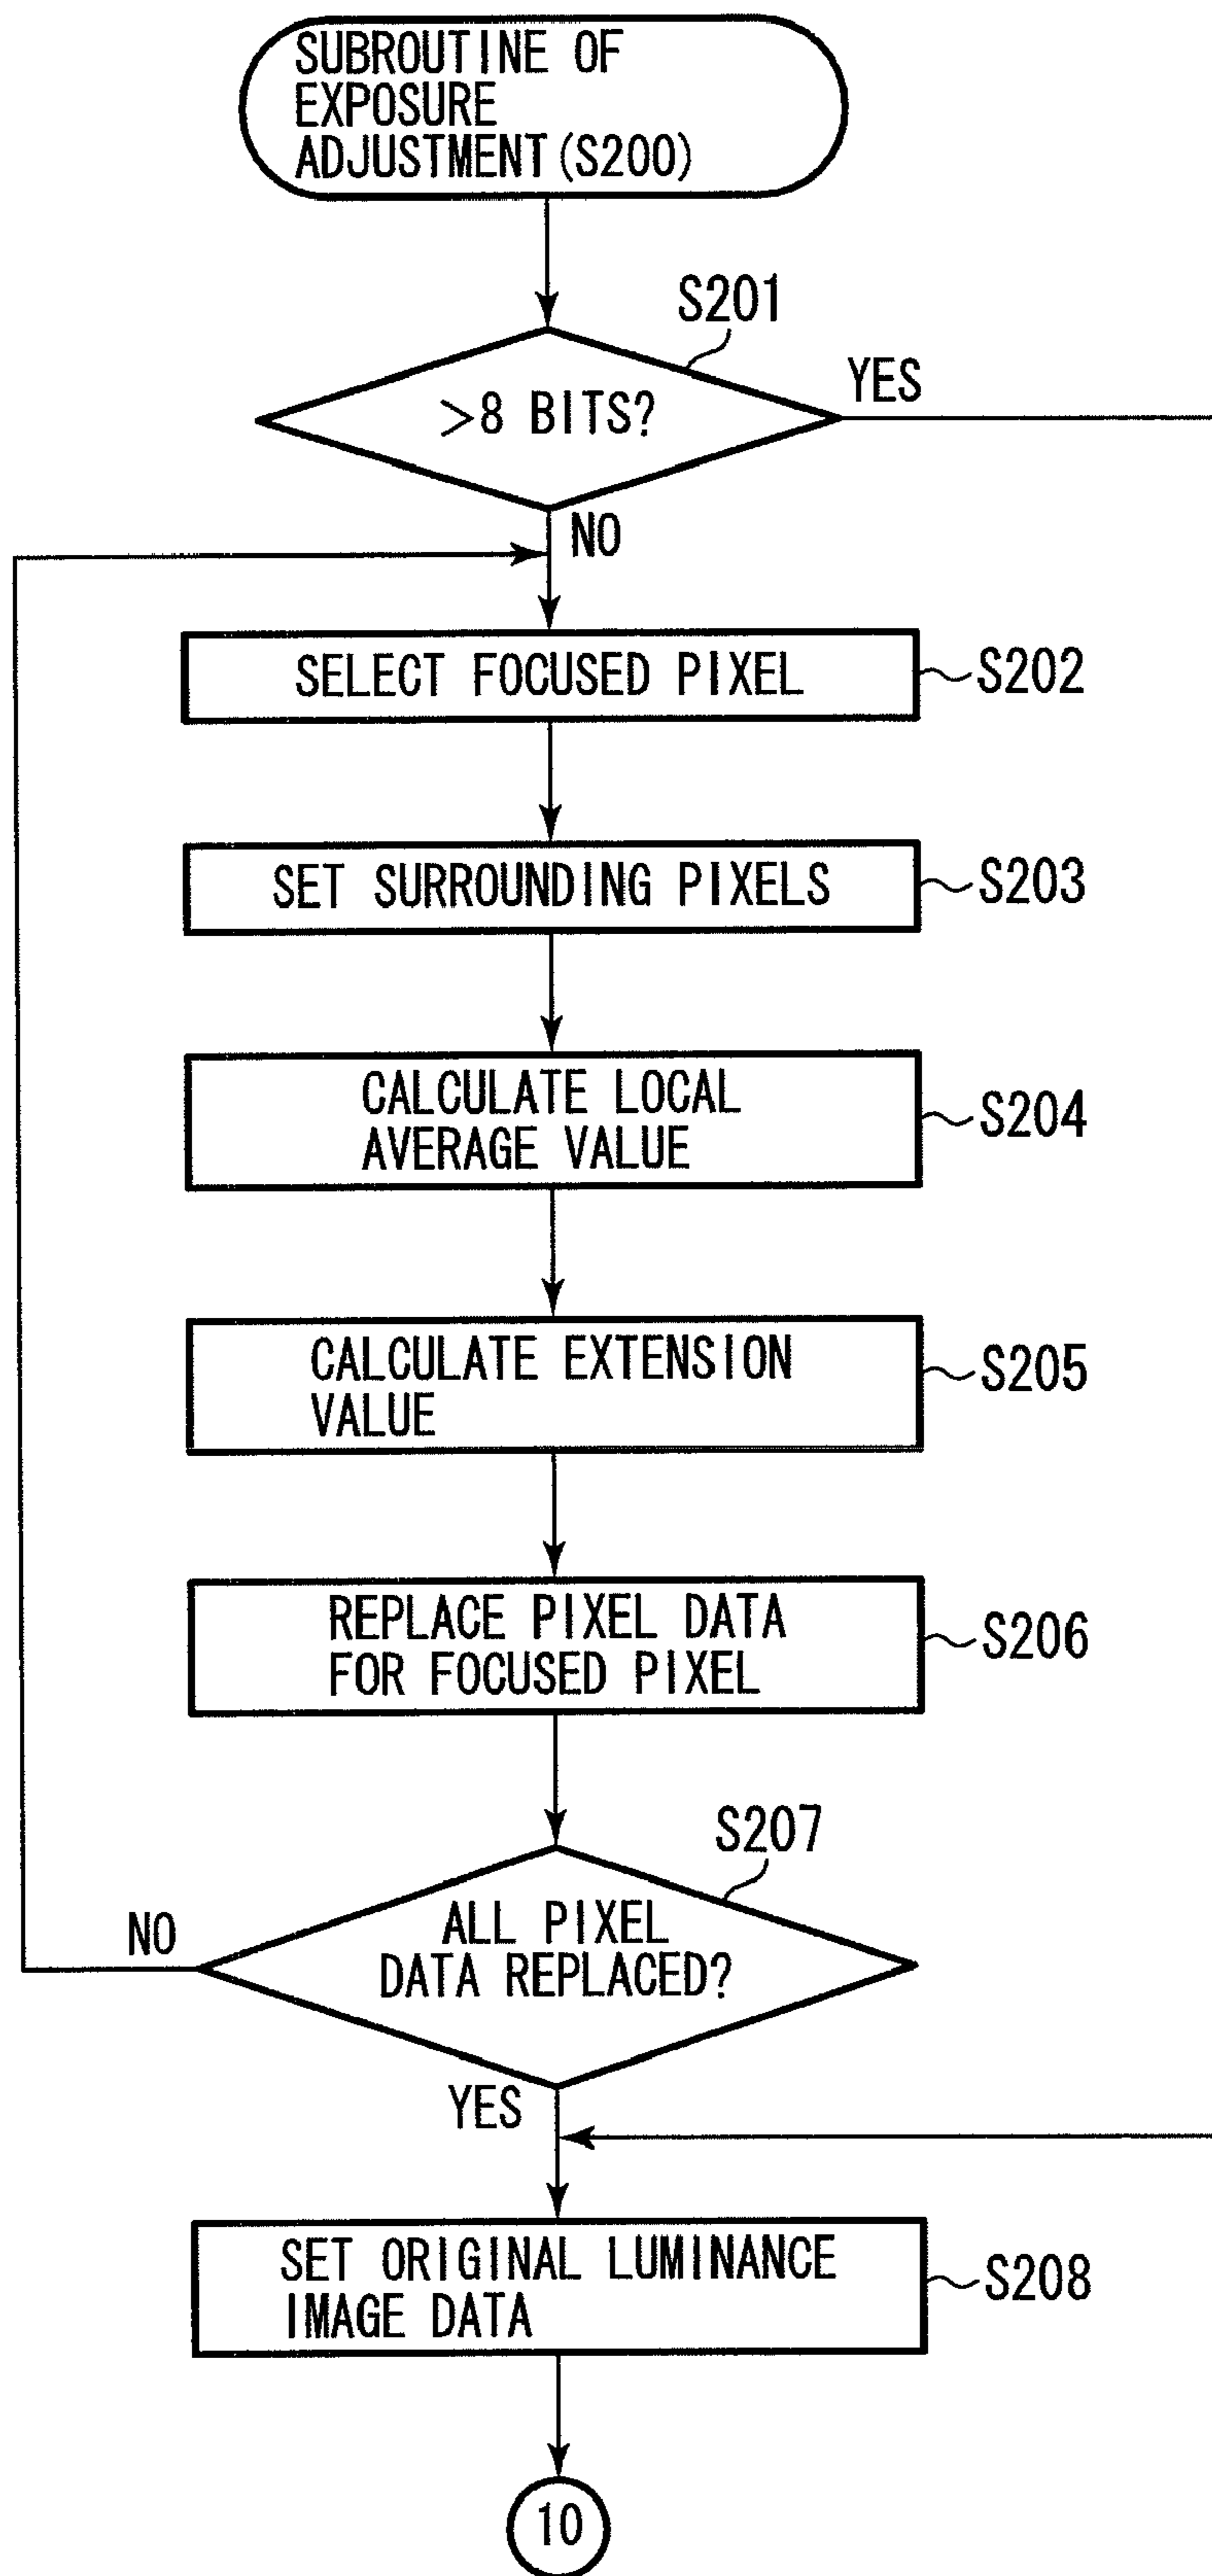 SUBROUTINE OF
EXPOSURE
ADJUSTMENT(S200)
S201
YES
>8 BITS?
NO
SELECT FOCUSED PIXEL
S202
SET SURROUNDING PIXELS
S203
CALCULATE LOCAL
AVERAGE VALUE
S204
CALCULATE EXTENSION
VALUE
S205
REPLACE PIXEL DATA
FOR FOCUSED PIXEL
S206
S207
NO
ALL PIXEL
DATA REPLACED?
YES
SET ORIGINAL LUMINANCE
IMAGE DATA
S208
10